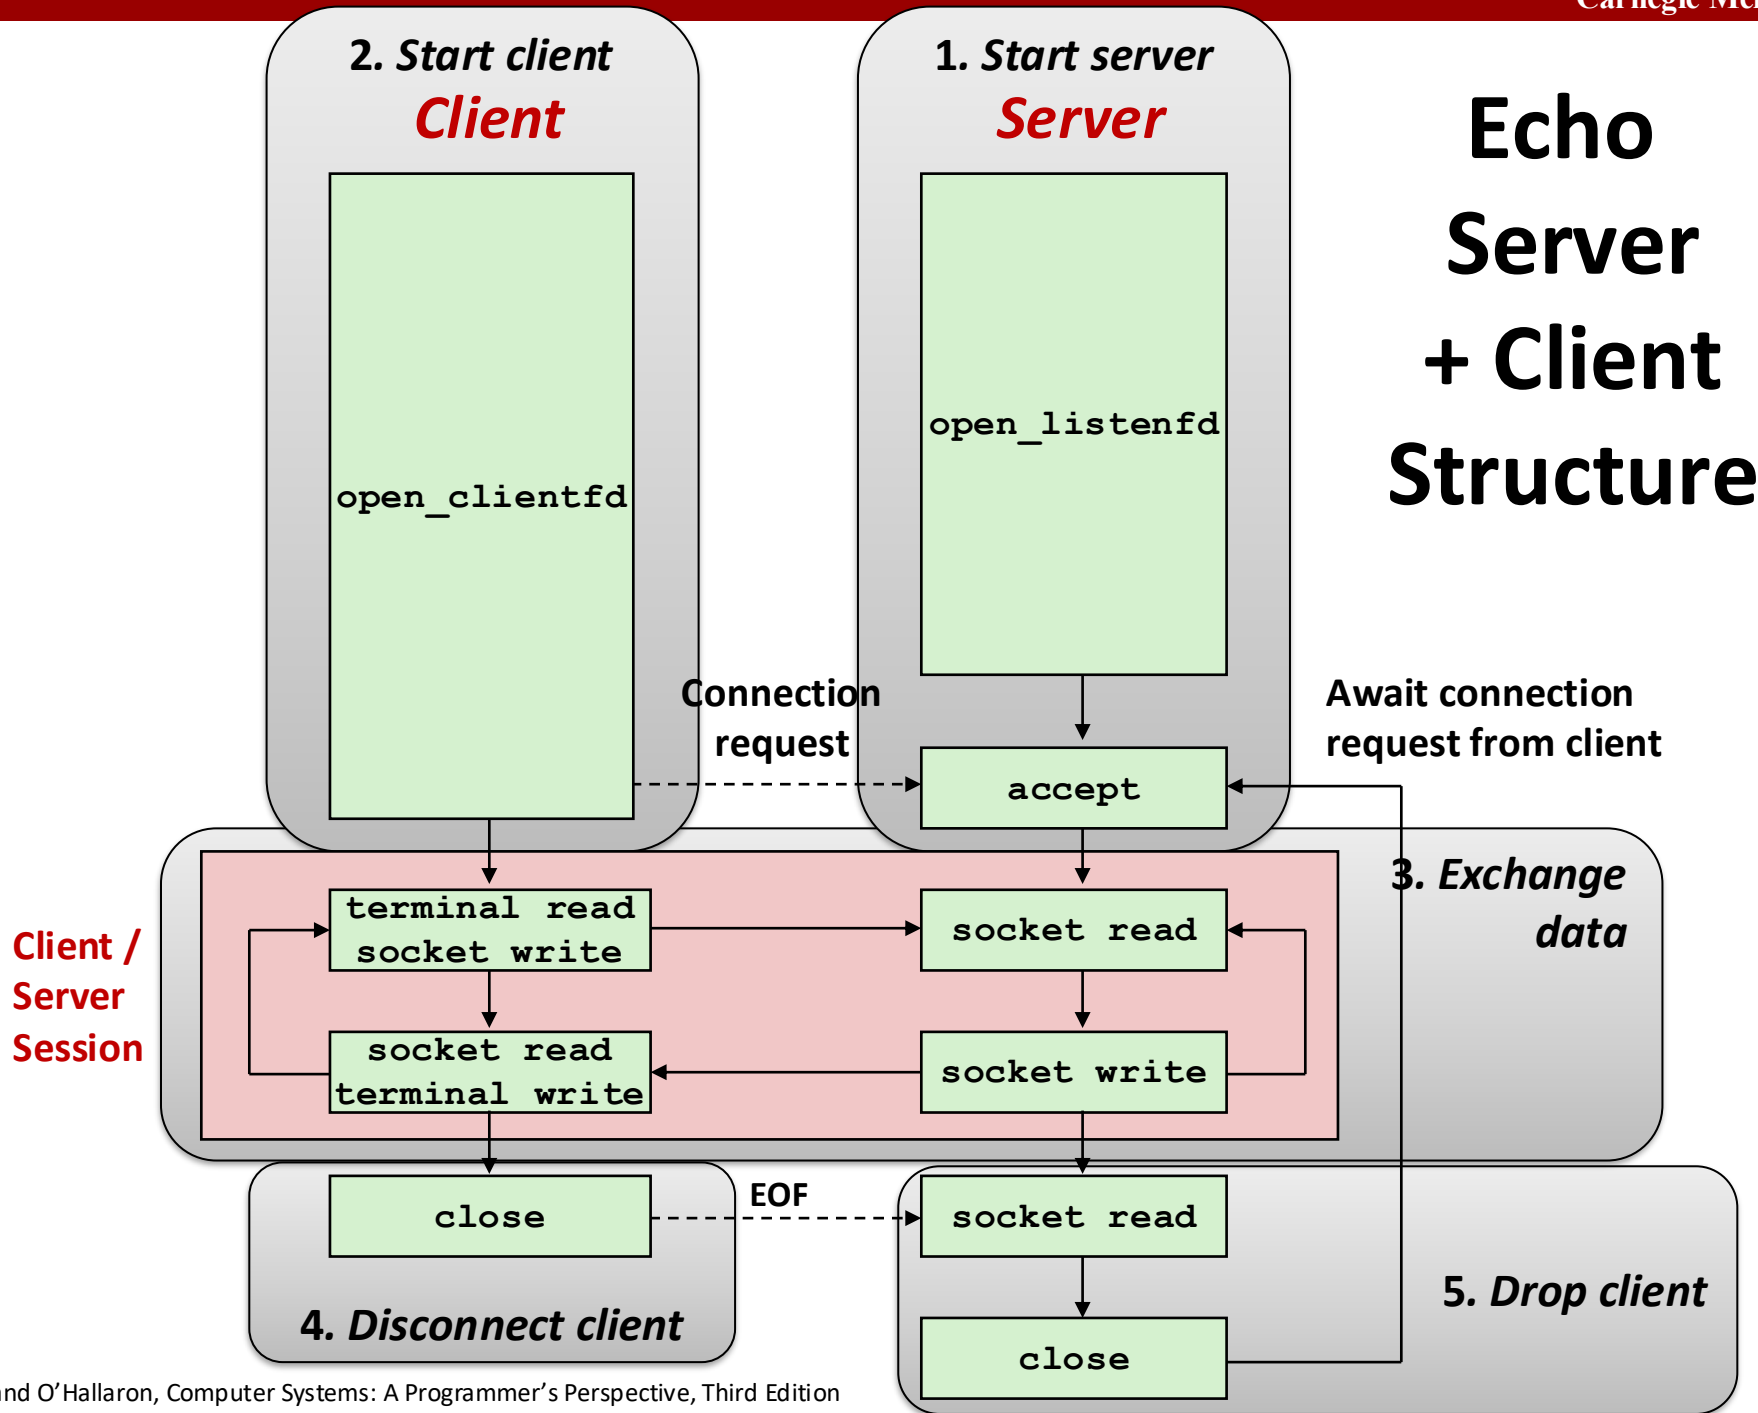 Carnegie
2. Start client
Client
1. Start server
Server
Echo
Server
+ Client
Structure
open_listenfd
open_clientfd
Connection
request
Await connection
request from client
accept
3. Exchange
data
Client /
Server
Session
terminal read
socket write
socket read
socket read
terminal write
socket write
close
EOF
socket read
4. Disconnect client
5. Drop client
close
and O'Hallaron, Computer Systems: A Programmer's Perspective, Third Edition